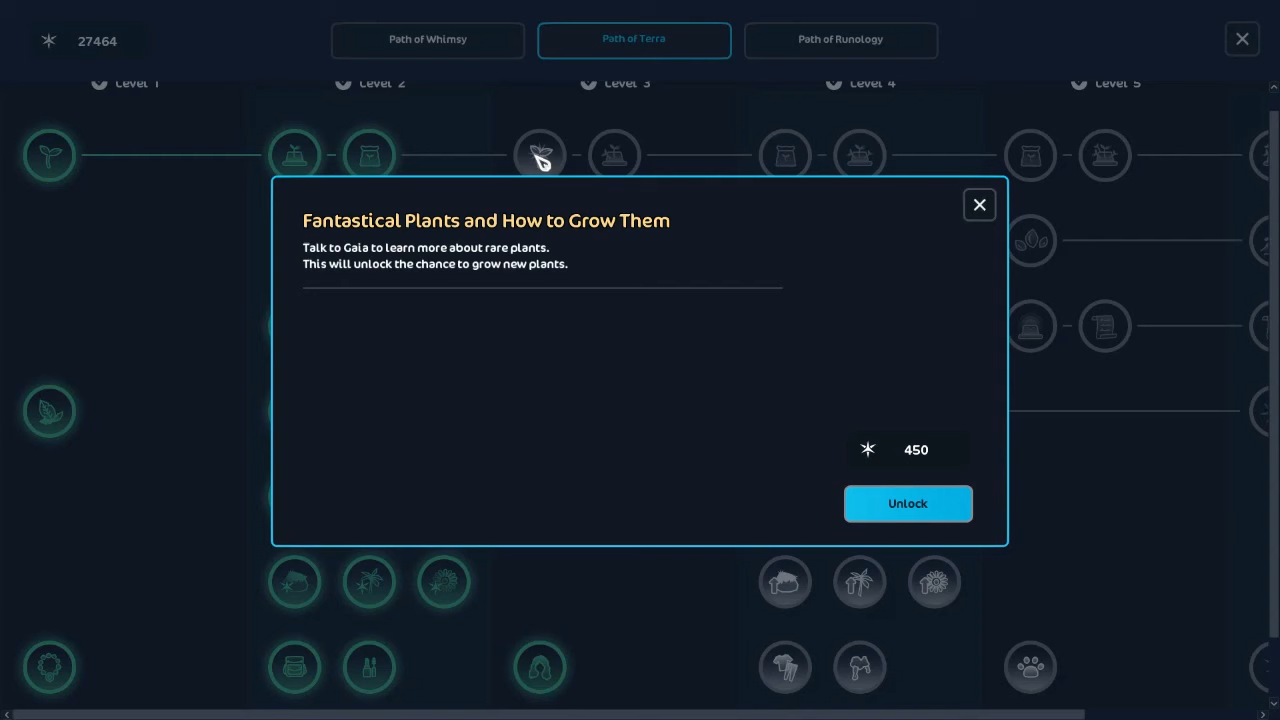 27464
Path of Whimsy
Path of Terra
Path of Runology
Level 1
Level 2
Level 3
Level 4
Level 5
Fantastical Plants and How to Grow Them
Talk to Gaia to learn more about rare plants.
This will unlock the chance to grow new plants.
450
Unlock